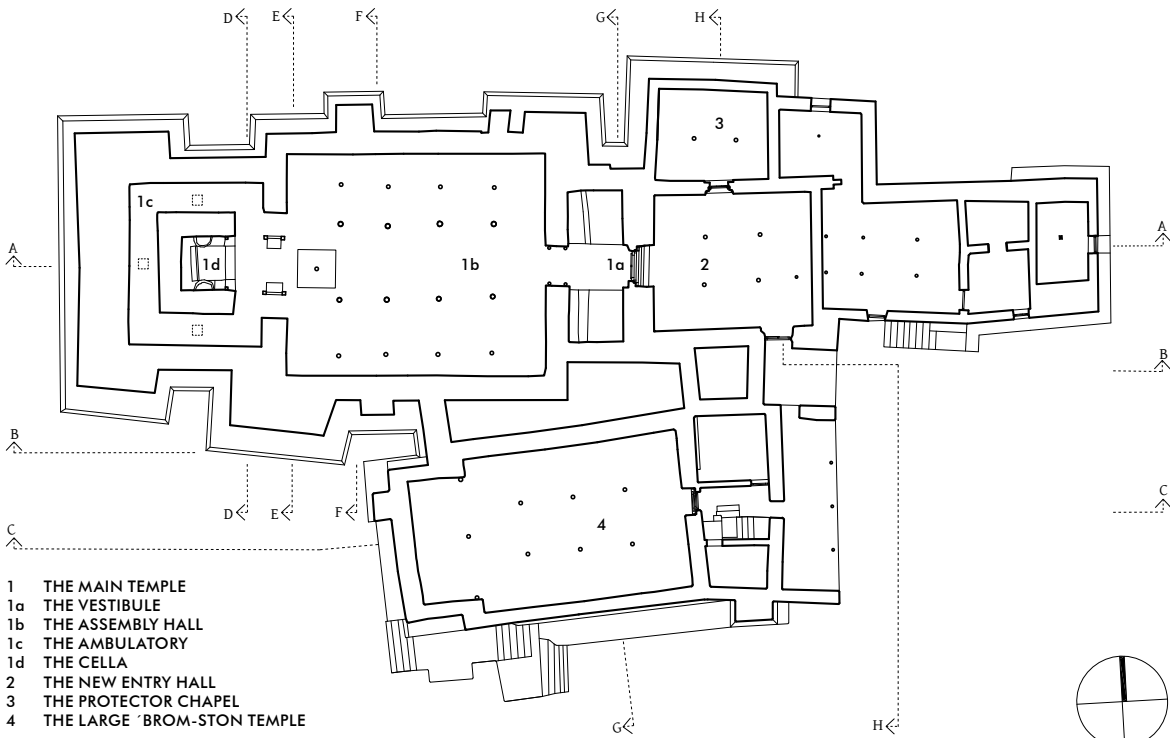 D E F G H
3
1c
A A
1d 1b 1a 2
B
B
D E F C
4
C
1 THE MAIN TEMPLE
1a THE VESTIBULE
1b THE ASSEMBLY HALL
1c THE AMBULATORY
1d THE CELLA
2 THE NEW ENTRY HALL
3 THE PROTECTOR CHAPEL
4 THE LARGE ´BROM-STON TEMPLE
G H